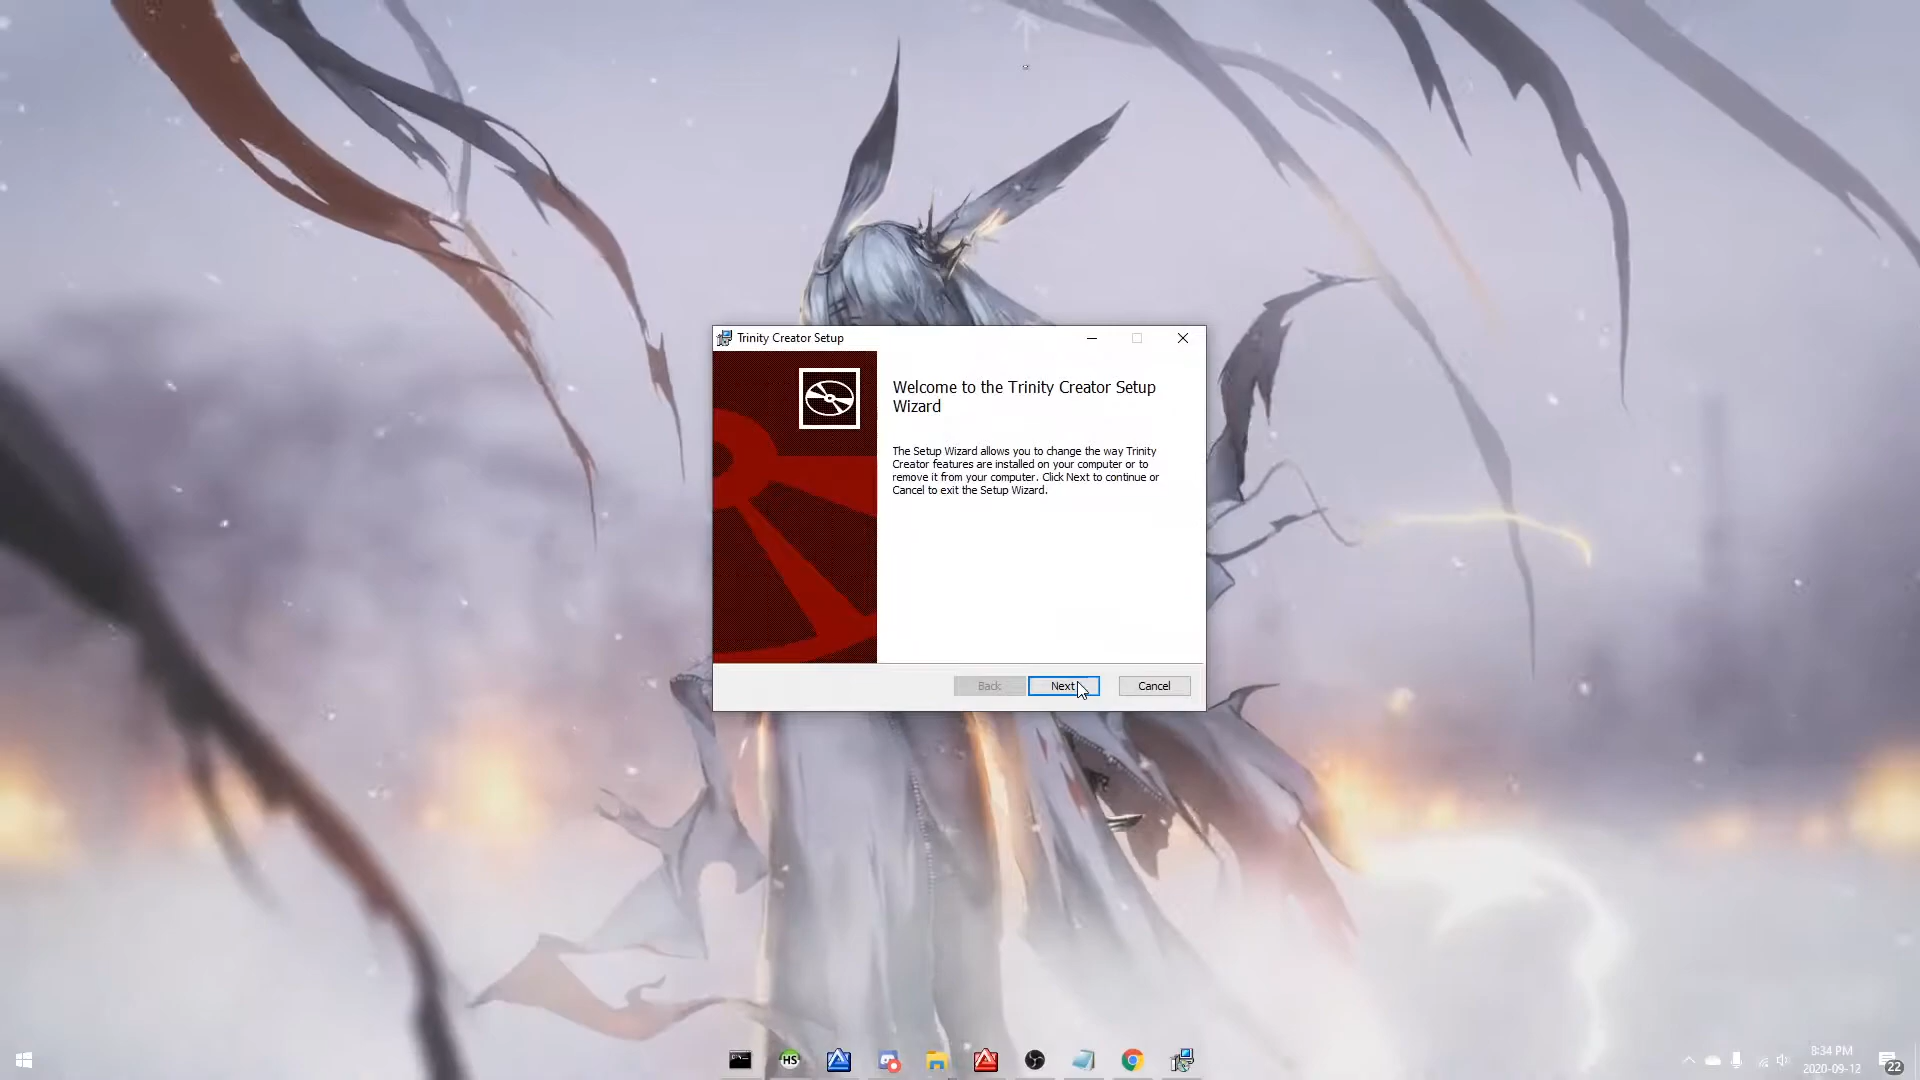 Trinity Creator Setup
Welcome to the Trinity Creator Setup
Wizard
The Setup Wizard allows you to change the way Trinity
Creator features are installed on your computer or to
remove it from your computer. Click Next to continue or
Cancel to exit the Setup Wizard.
Back
Next
Cancel
HS
8:34 PM
2020-09-12
22